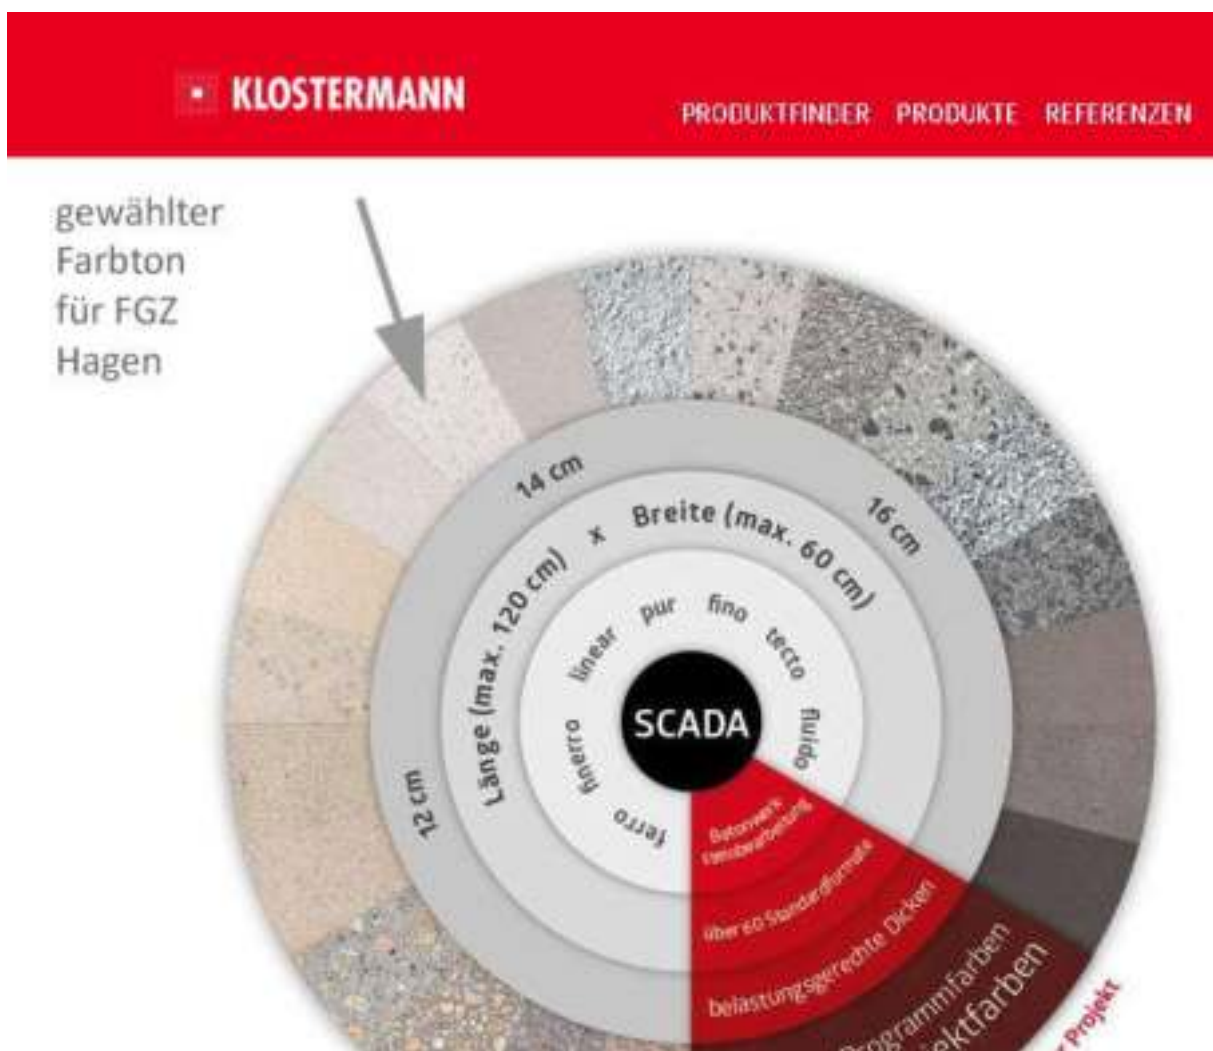 KLOSTERMANN
PRODUKTFINDER PRODUKTE REFERENZEN
gewählter
Farbton
für FGZ
Hagen
14 cm
16 cm
12 cm
Länge (max. 120 cm) x Breite (max. 60 cm)
ferro finerro linear pur fino tecto fluido
SCADA
Betonwerk
über 60 Standardformate
belastungsgerechte Dicken
Programmfarben
Projekt